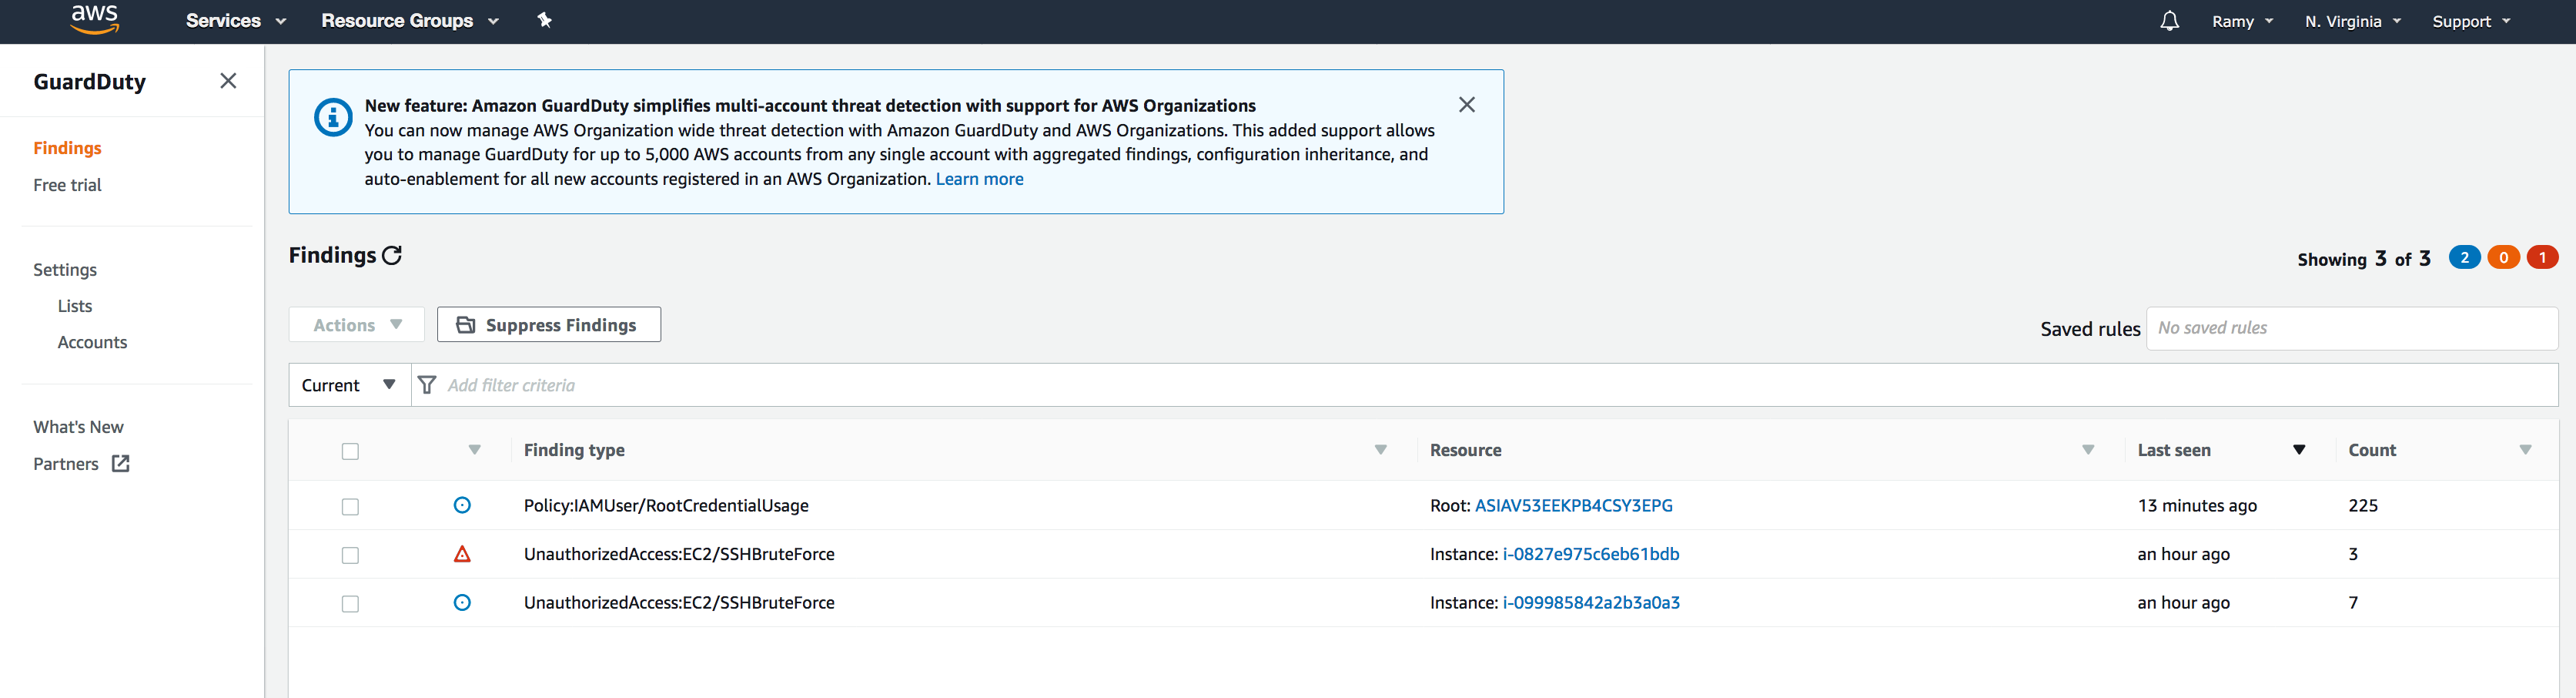 aws Services Resource Groups Ramy N. Virginia Support
GuardDuty
Findings
Free trial
Settings
Lists
Accounts
What's New
Partners
New feature: Amazon GuardDuty simplifies multi-account threat detection with support for AWS Organizations
You can now manage AWS Organization wide threat detection with Amazon GuardDuty and AWS Organizations. This added support allows
you to manage GuardDuty for up to 5,000 AWS accounts from any single account with aggregated findings, configuration inheritance, and
auto-enablement for all new accounts registered in an AWS Organization. Learn more
Findings Showing 3 of 3 2 0 1
Actions Suppress Findings Saved rules No saved rules
Current Add filter criteria
Finding type Resource Last seen Count
Policy:IAMUser/RootCredentialUsage Root: ASIAV53EEKPB4CSY3EPG 13 minutes ago 225
UnauthorizedAccess:EC2/SSHBruteForce Instance: i-0827e975c6eb61bdb an hour ago 3
UnauthorizedAccess:EC2/SSHBruteForce Instance: i-099985842a2b3a0a3 an hour ago 7